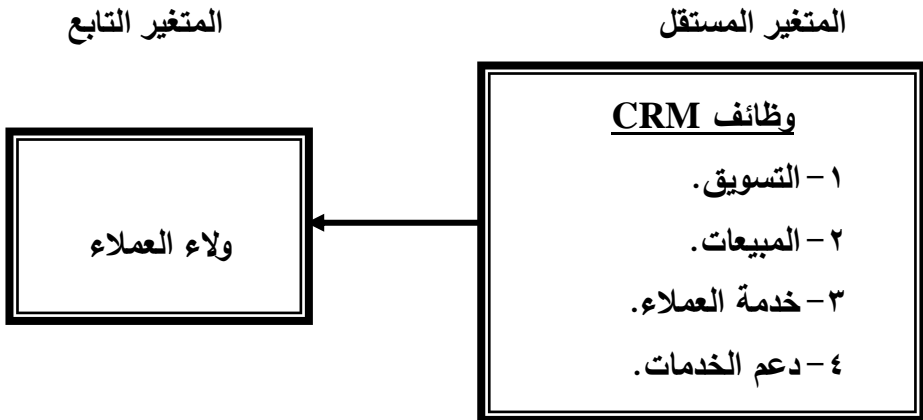 المتغير المستقل
المتغير التابع
وظائف CRM
١- التسويق.
٢- المبيعات.
٣- خدمة العملاء.
٤- دعم الخدمات.
ولاء العملاء